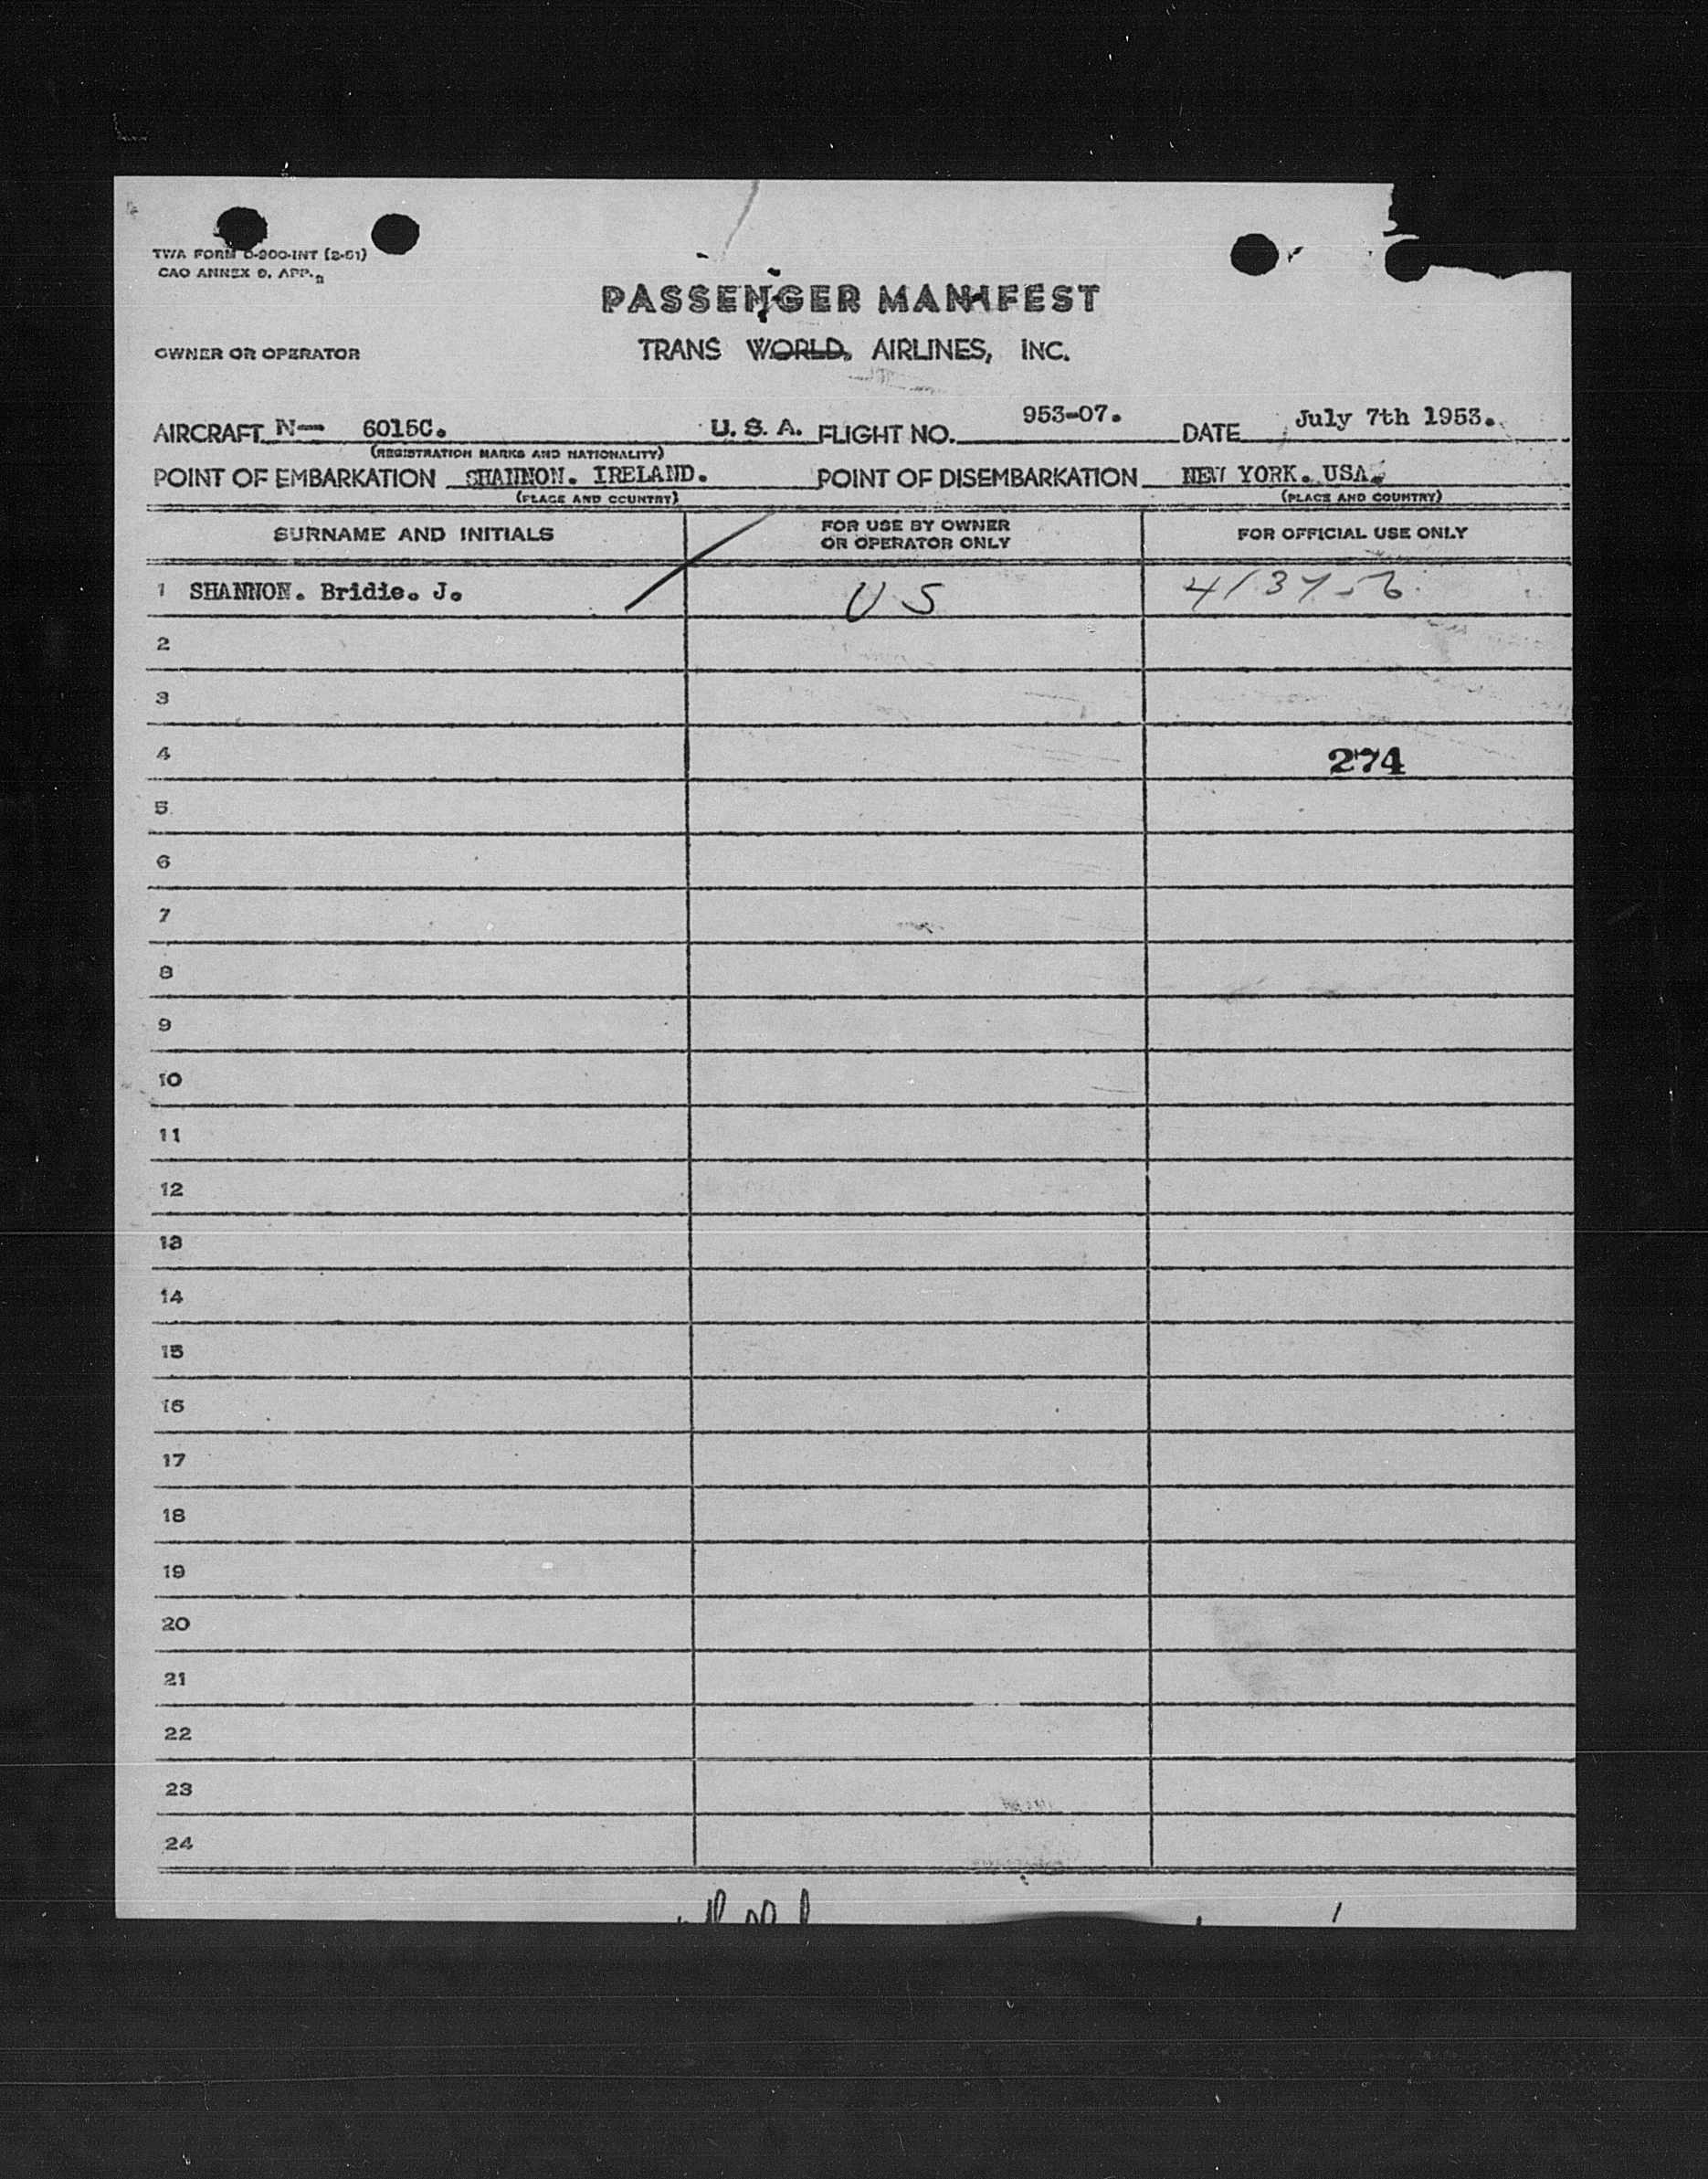 TWA FORM O-200-INT (2-51)
CAO ANNEX 9, APP. 2
PASSENGER MANIFEST
OWNER OR OPERATOR TRANS WORLD AIRLINES, INC.
AIRCRAFT N— 6015C. U. S. A. FLIGHT NO. 953-07. DATE July 7th 1953.
(REGISTRATION MARKS AND NATIONALITY)
POINT OF EMBARKATION SHANNON. IRELAND. POINT OF DISEMBARKATION NEW YORK. USA.
(PLACE AND COUNTRY) (PLACE AND COUNTRY)
SURNAME AND INITIALS FOR USE BY OWNER OR OPERATOR ONLY FOR OFFICIAL USE ONLY
1 SHANNON. Bridie. J. US
2
3
4 274
5
6
7
8
9
10
11
12
13
14
15
16
17
18
19
20
21
22
23
24